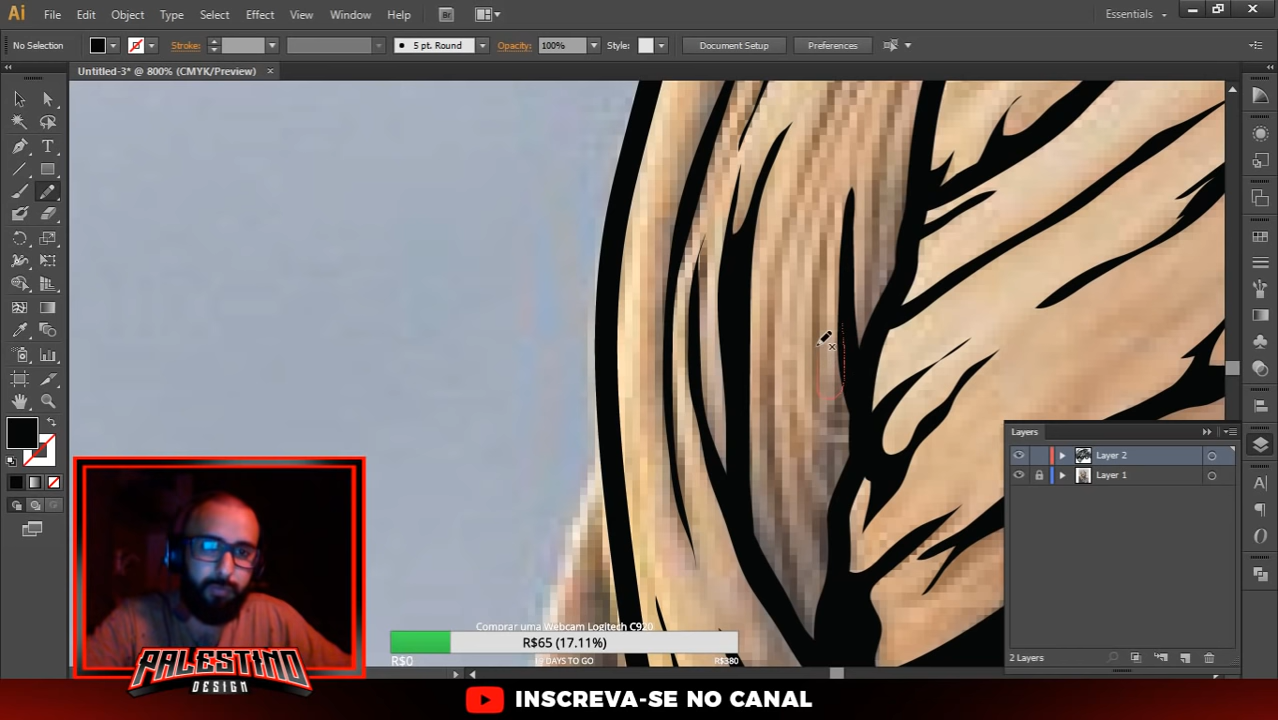 Ai File Edit Object Type Select Effect View Window Help Br Essentials
No Selection Stroke: 5 pt. Round Opacity: 100% Style: Document Setup Preferences
Untitled-3* @ 800% (CMYK/Preview)
Layers
Layer 2
Layer 1
2 Layers
Comprar uma Webcam Logitech C920
R$65 (17.11%)
R$0
DAYS TO GO
R$380
PALESTINO
DESIGN
INSCREVA-SE NO CANAL